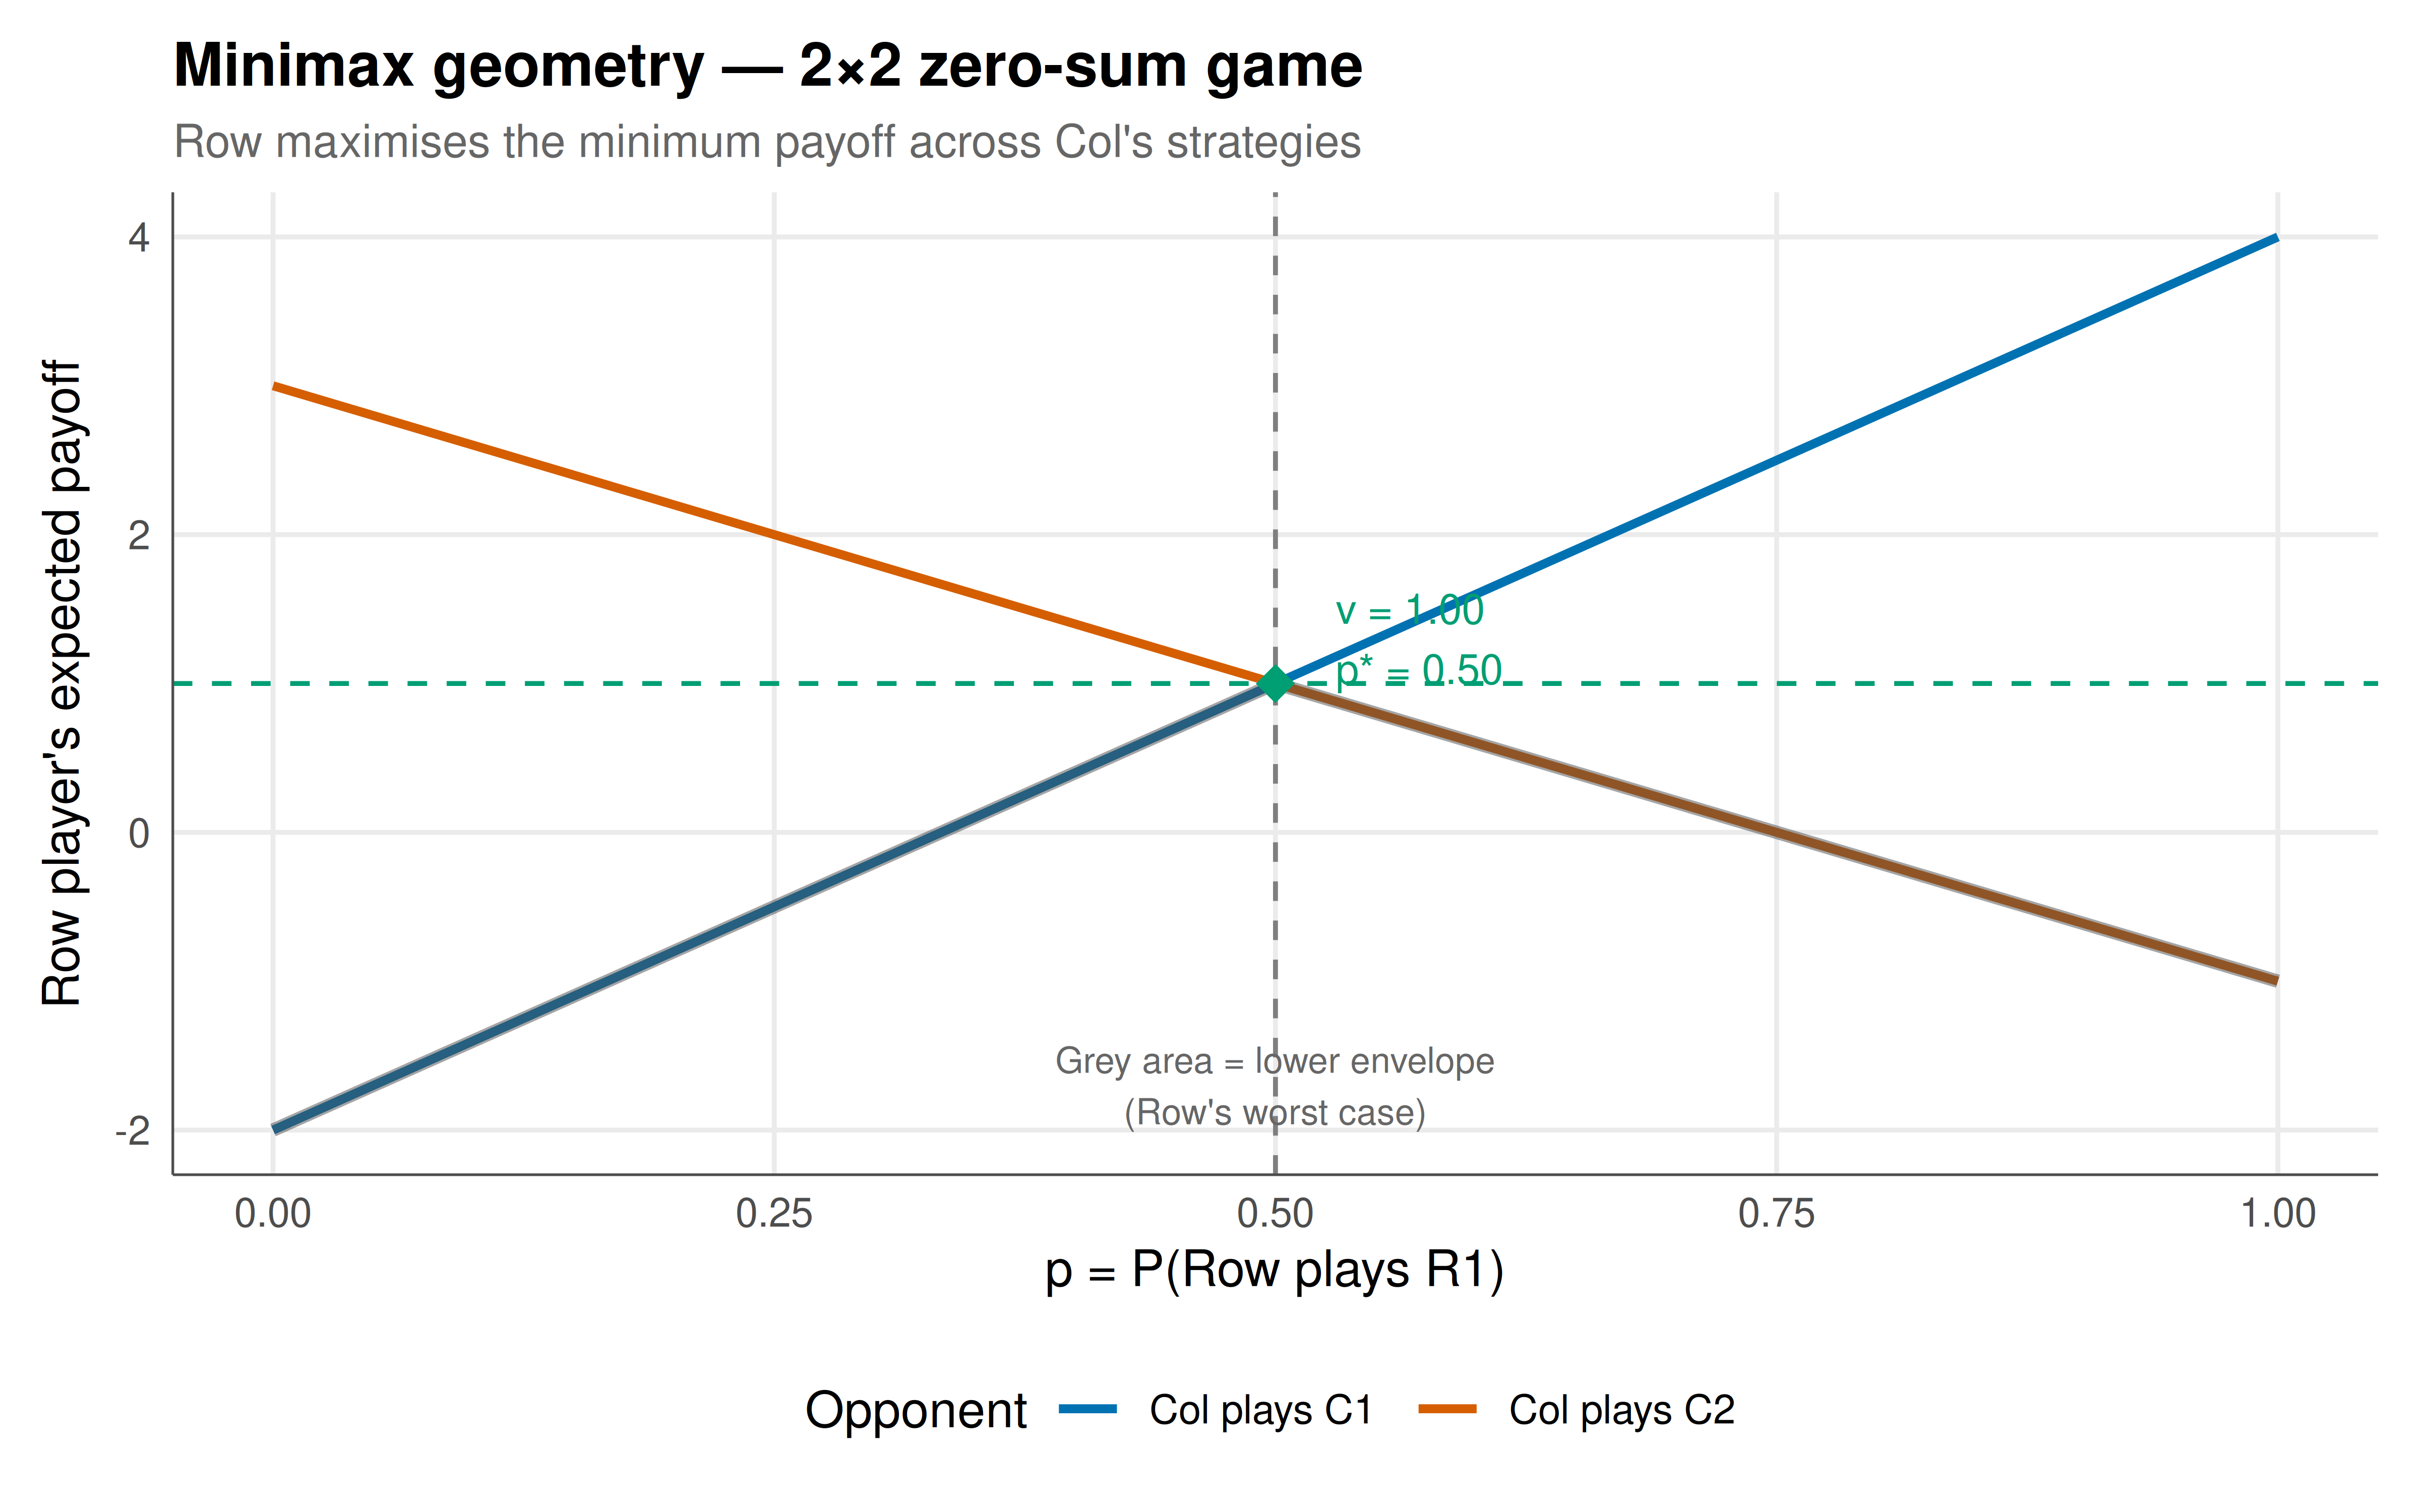 Minimax geometry — 2×2 zero-sum game
Row maximises the minimum payoff across Col's strategies
Row player's expected payoff
4
2
0
-2
v = 1.00
p* = 0.50
Grey area = lower envelope
(Row's worst case)
0.00
0.25
0.50
0.75
1.00
p = P(Row plays R1)
Opponent
Col plays C1
Col plays C2